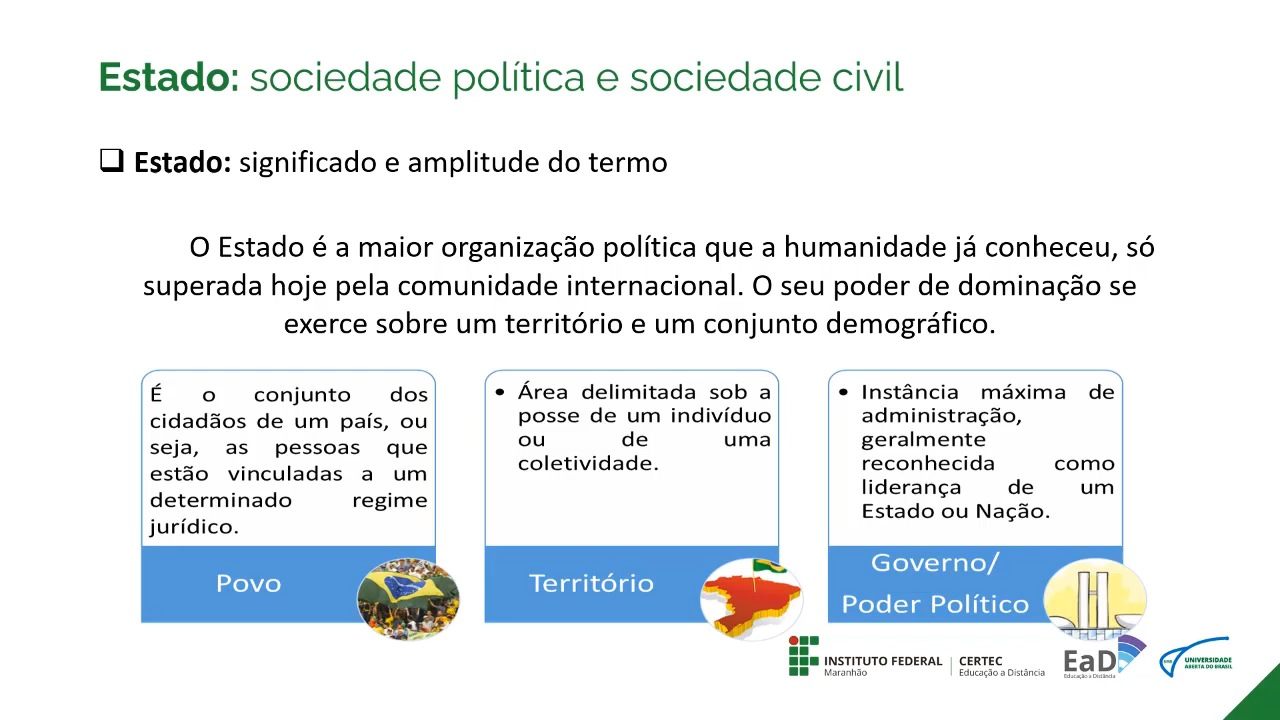 Estado: sociedade política e sociedade civil
Estado: significado e amplitude do termo
O Estado é a maior organização política que a humanidade já conheceu, só
superada hoje pela comunidade internacional. O seu poder de dominação se
exerce sobre um território e um conjunto demográfico.
É o conjunto dos
cidadãos de um país, ou
seja, as pessoas que
estão vinculadas a um
determinado regime
jurídico.
Povo
• Área delimitada sob a
posse de um indivíduo
ou de uma
coletividade.
Território
• Instância máxima de
administração,
geralmente
reconhecida como
liderança de um
Estado ou Nação.
Governo/
Poder Político
INSTITUTO FEDERAL
Maranhão
CERTEC
Educação a Distância
EaD
Educação a Distância
UAB
UNIVERSIDADE
ABERTA DO BRASIL